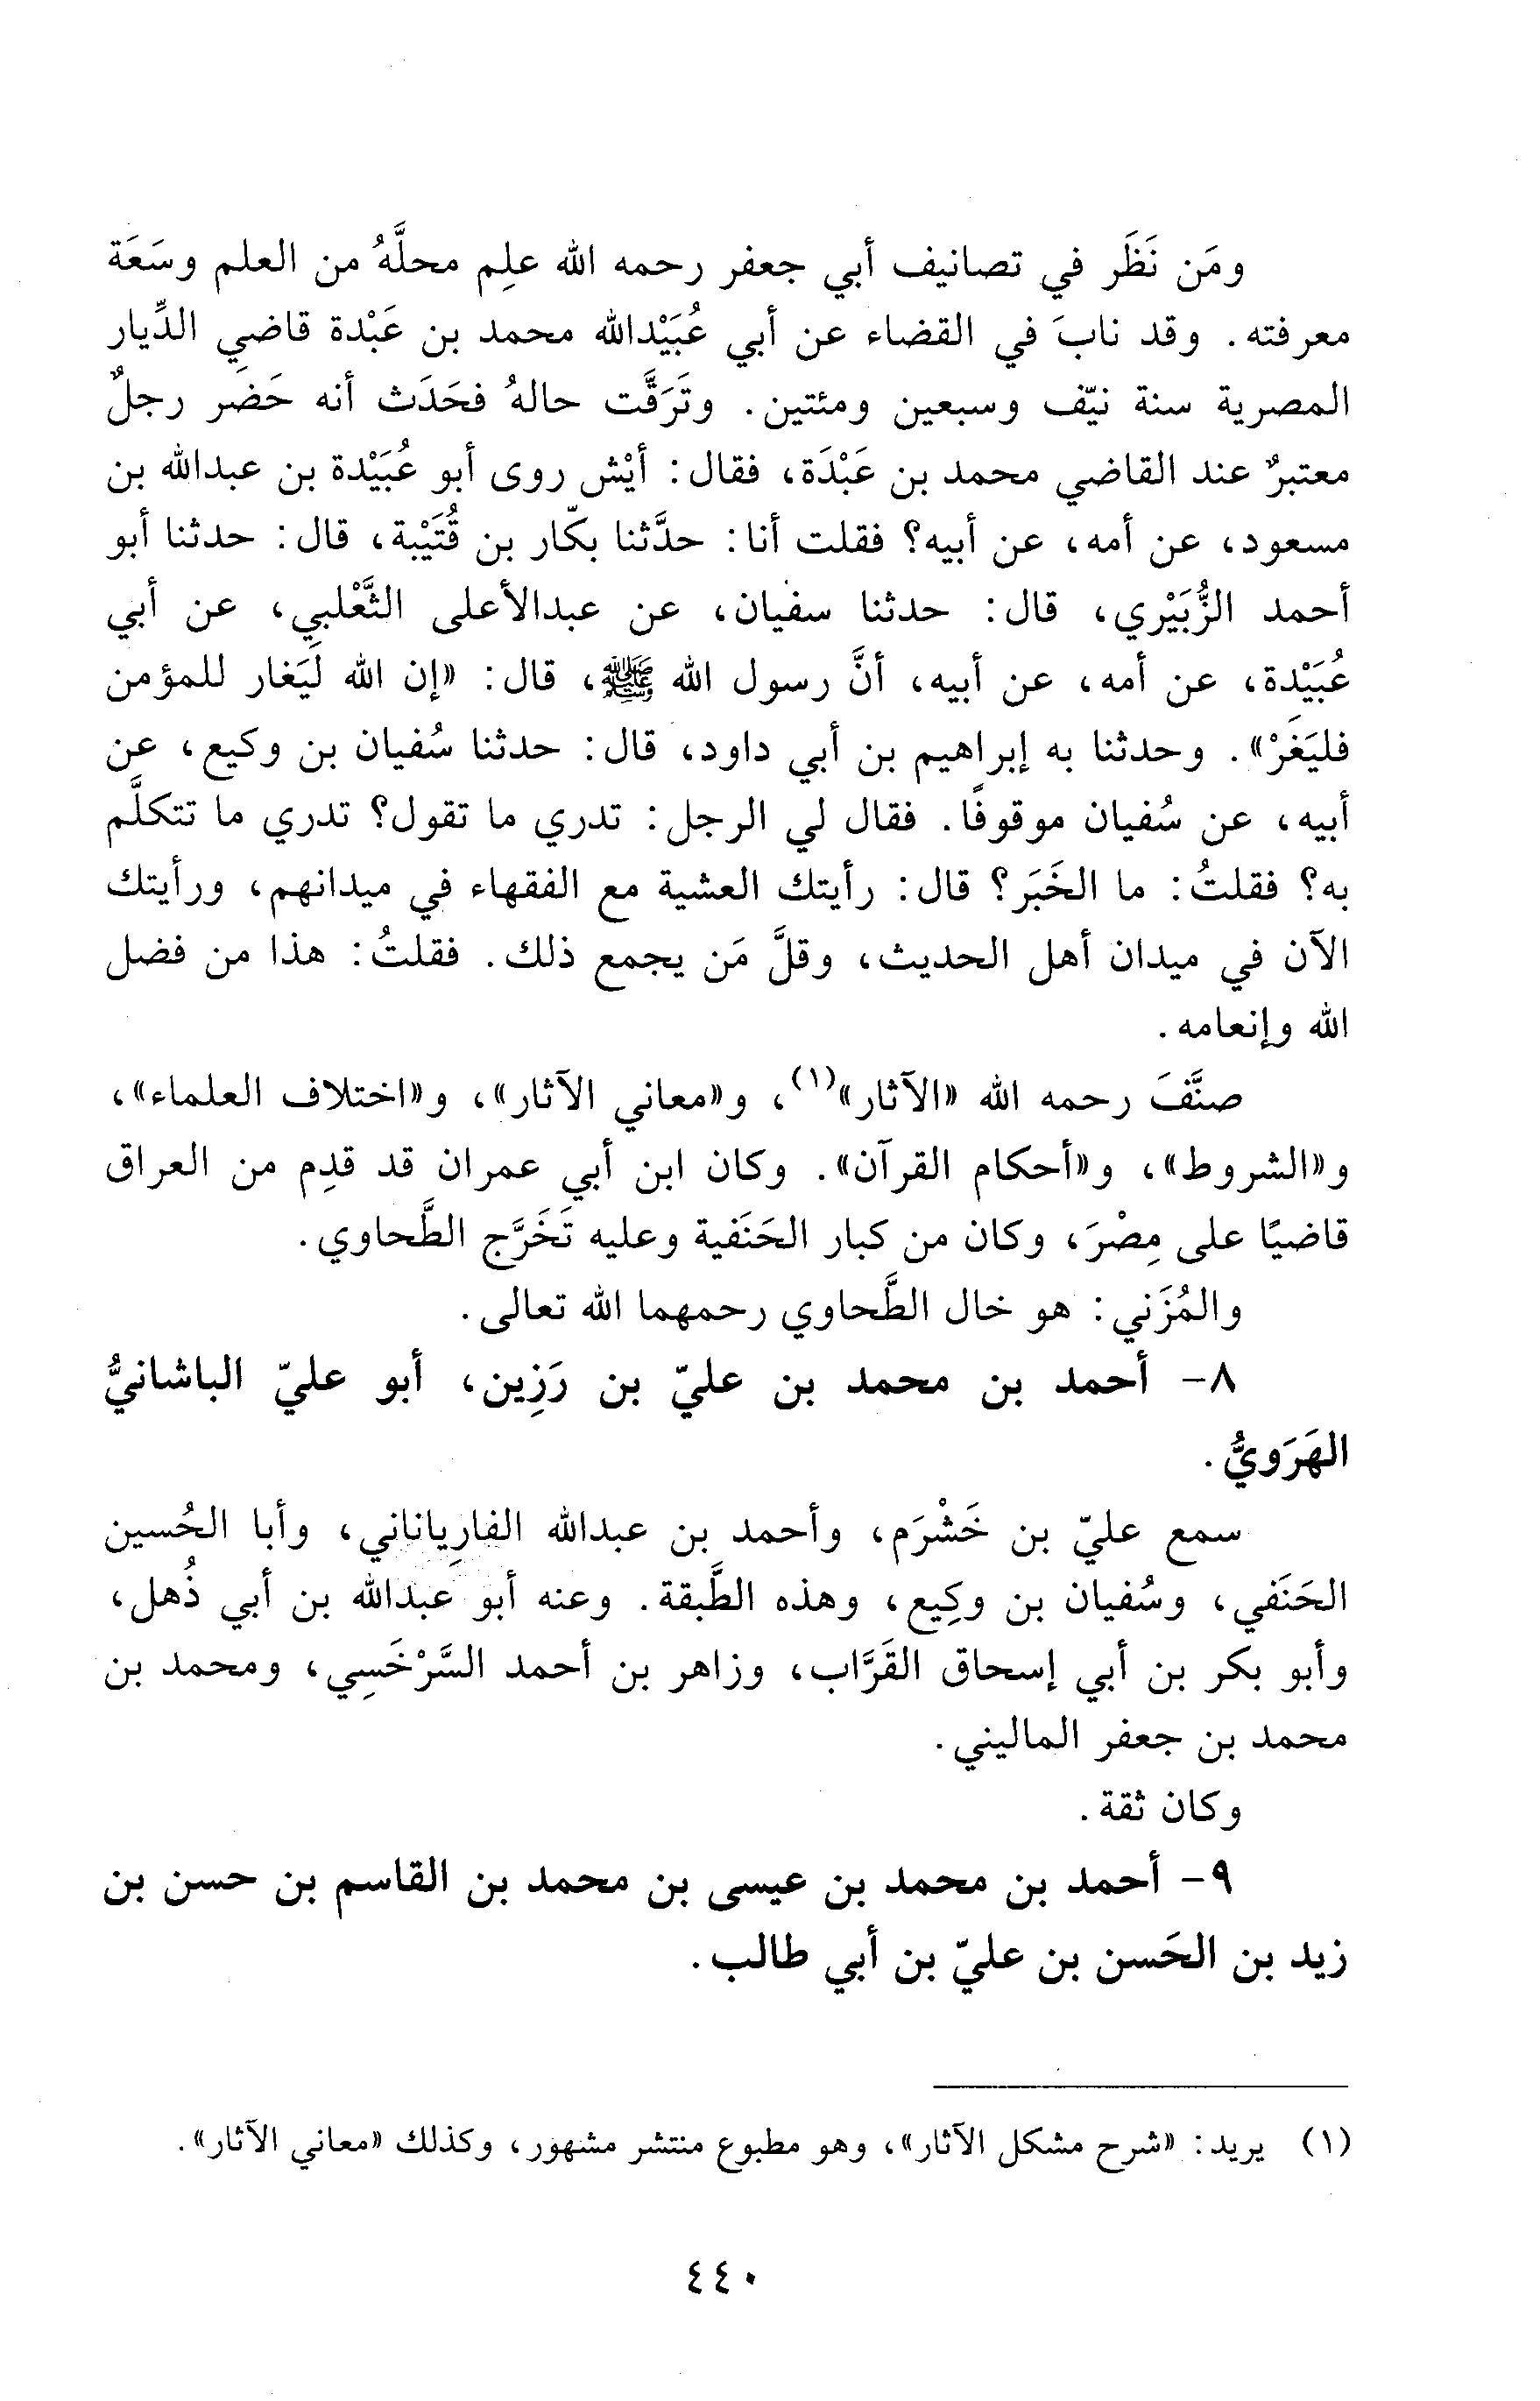 ومَن نَظَر في تصانيف أبي جعفر رحمه الله علِم محلَّهُ من العلم وسَعَة
معرفته. وقد نابَ في القضاء عن أبي عُبَيْدالله محمد بن عَبْدة قاضي الدِّيار
المصرية سنة نيّف وسبعين ومئتين. وتَرَقَّت حالهُ فحَدَث أنه حَضَر رجلٌ
معتبرٌ عند القاضي محمد بن عَبْدَة، فقال: أيْش روى أبو عُبَيْدة بن عبدالله بن
مسعود، عن أمه، عن أبيه؟ فقلت أنا: حدَّثنا بكّار بن قُتَيْبة، قال: حدثنا أبو
أحمد الزُّبَيْري، قال: حدثنا سفيان، عن عبدالأعلى الثَّعْلبي، عن أبي
عُبَيْدة، عن أمه، عن أبيه، أنَّ رسول الله ﷺ، قال: «إن الله لَيَغار للمؤمن
فليَغَرْ». وحدثنا به إبراهيم بن أبي داود، قال: حدثنا سُفيان بن وكيع، عن
أبيه، عن سُفيان موقوفًا. فقال لي الرجل: تدري ما تقول؟ تدري ما تتكلَّم
به؟ فقلتُ: ما الخَبَر؟ قال: رأيتك العشية مع الفقهاء في ميدانهم، ورأيتك
الآن في ميدان أهل الحديث، وقلَّ مَن يجمع ذلك. فقلتُ: هذا من فضل
الله وإنعامه.
صنَّفَ رحمه الله «الآثار»(١)، و«معاني الآثار»، و«اختلاف العلماء»،
و«الشروط»، و«أحكام القرآن». وكان ابن أبي عمران قد قدِم من العراق
قاضيًا على مِصْرَ، وكان من كبار الحَنَفية وعليه تَخَرَّج الطَّحاوي.
والمُزَني: هو خال الطَّحاوي رحمهما الله تعالى.
٨- أحمد بن محمد بن عليّ بن رَزِين، أبو عليّ الباشانيُّ
الهَرَويُّ.
سمع عليّ بن خَشْرَم، وأحمد بن عبدالله الفارِياناني، وأبا الحُسين
الحَنَفي، وسُفيان بن وكِيع، وهذه الطَّبقة. وعنه أبو عبدالله بن أبي ذُهل،
وأبو بكر بن أبي إسحاق القَرَّاب، وزاهر بن أحمد السَّرْخَسِي، ومحمد بن
محمد بن جعفر الماليني.
وكان ثقة.
٩- أحمد بن محمد بن عيسى بن محمد بن القاسم بن حسن بن
زيد بن الحَسن بن عليّ بن أبي طالب.
(١) يريد: «شرح مشكل الآثار»، وهو مطبوع منتشر مشهور، وكذلك «معاني الآثار».
٤٤٠